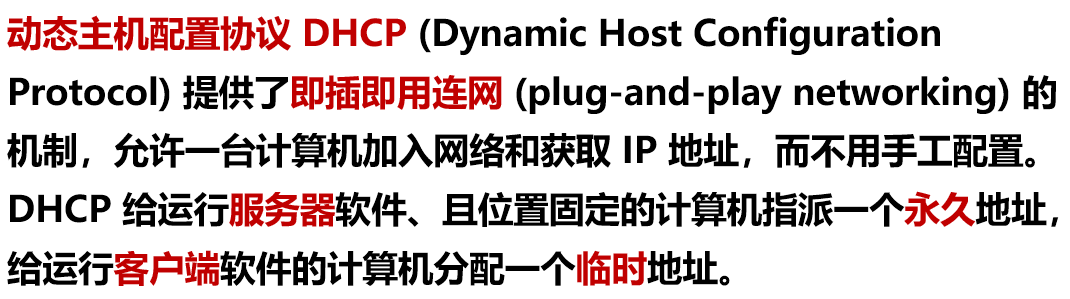 动态主机配置协议 DHCP (Dynamic Host Configuration
Protocol) 提供了即插即用连网 (plug-and-play networking) 的
机制，允许一台计算机加入网络和获取 IP 地址，而不用手工配置。
DHCP 给运行服务器软件、且位置固定的计算机指派一个永久地址，
给运行客户端软件的计算机分配一个临时地址。